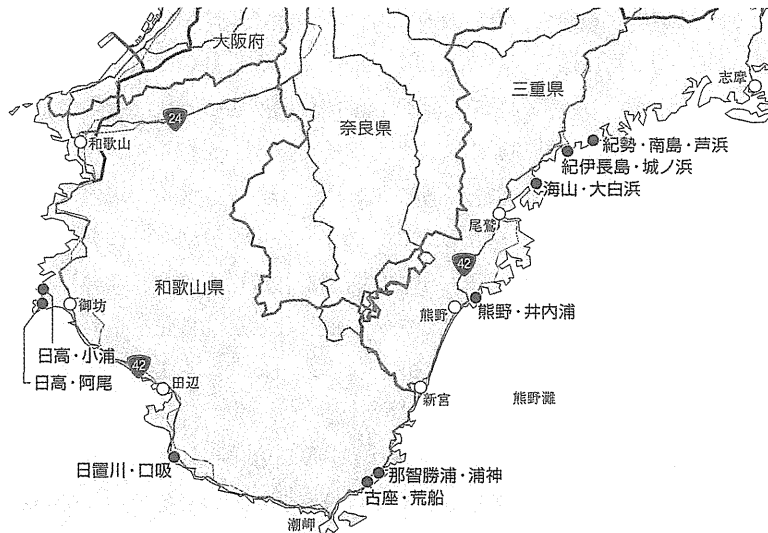 大阪府
三重県
志摩
24
奈良県
和歌山
紀勢・南島・芦浜
紀伊長島・城ノ浜
海山・大白浜
尾鷲
42
和歌山県
御坊
熊野
熊野・井内浦
日高・小浦
42
日高・阿尾
田辺
新宮
熊野灘
日置川・口吸
那智勝浦・浦神
古座・荒船
潮岬